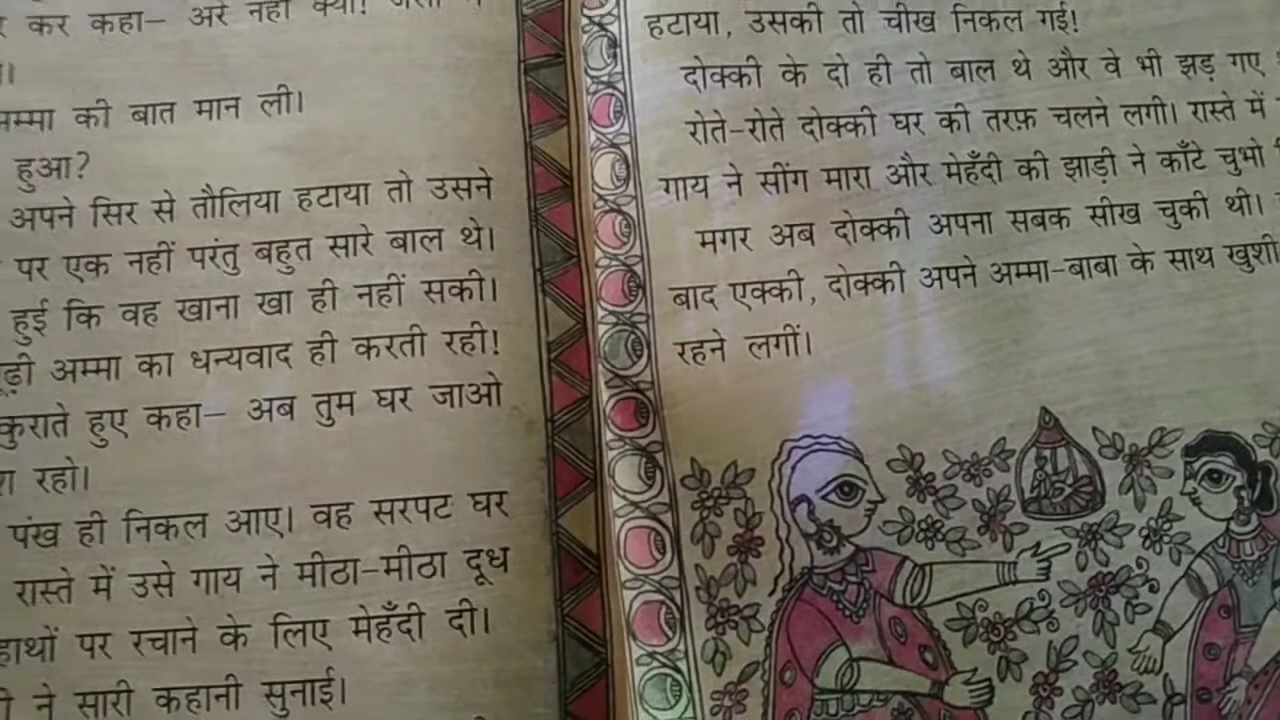 कर कहा– अरे नहीं
अम्मा की बात मान ली।
हुआ?
अपने सिर से तौलिया हटाया तो उसने
पर एक नहीं परंतु बहुत सारे बाल थे।
हुई कि वह खाना खा ही नहीं सकी।
अम्मा का धन्यवाद ही करती रही!
हुए कहा– अब तुम घर जाओ
रहो।
पंख ही निकल आए। वह सरपट घर
रास्ते में उसे गाय ने मीठा–मीठा दूध
हाथों पर रचाने के लिए मेहँदी दी।
ने सारी कहानी सुनाई।
हटाया, उसकी तो चीख निकल गई!
दोक्की के दो ही तो बाल थे और वे भी झड़ गए
रोते–रोते दोक्की घर की तरफ़ चलने लगी। रास्ते में
गाय ने सींग मारा और मेहँदी की झाड़ी ने काँटे चुभो
मगर अब दोक्की अपना सबक सीख चुकी थी।
बाद एक्की, दोक्की अपने अम्मा–बाबा के साथ खुशी
रहने लगीं।